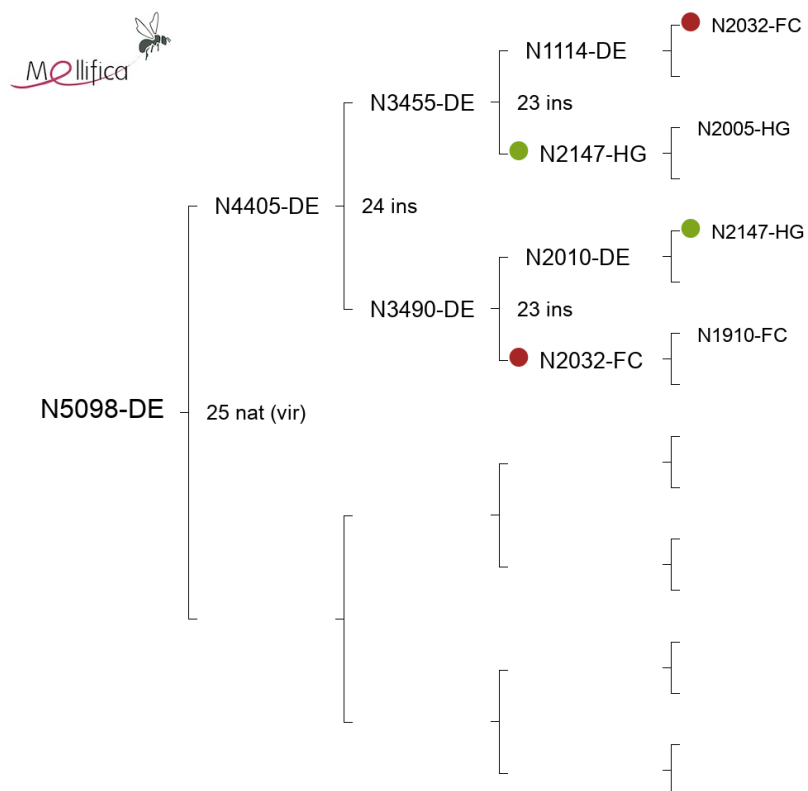 Mellifica
N2032-FC
N1114-DE
N3455-DE
23 ins
N2005-HG
N2147-HG
N4405-DE
24 ins
N2147-HG
N2010-DE
N3490-DE
23 ins
N1910-FC
N2032-FC
N5098-DE
25 nat (vir)